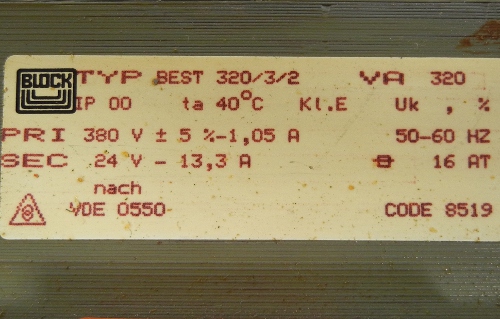 BLOCK TYP BEST 320/3/2 VA 320
IP 00 ta 40°C Kl.E Uk , %
PRI 380 V ± 5 %-1,05 A 50-60 HZ
SEC 24 V - 13,3 A 16 AT
nach
VDE 0550 CODE 8519